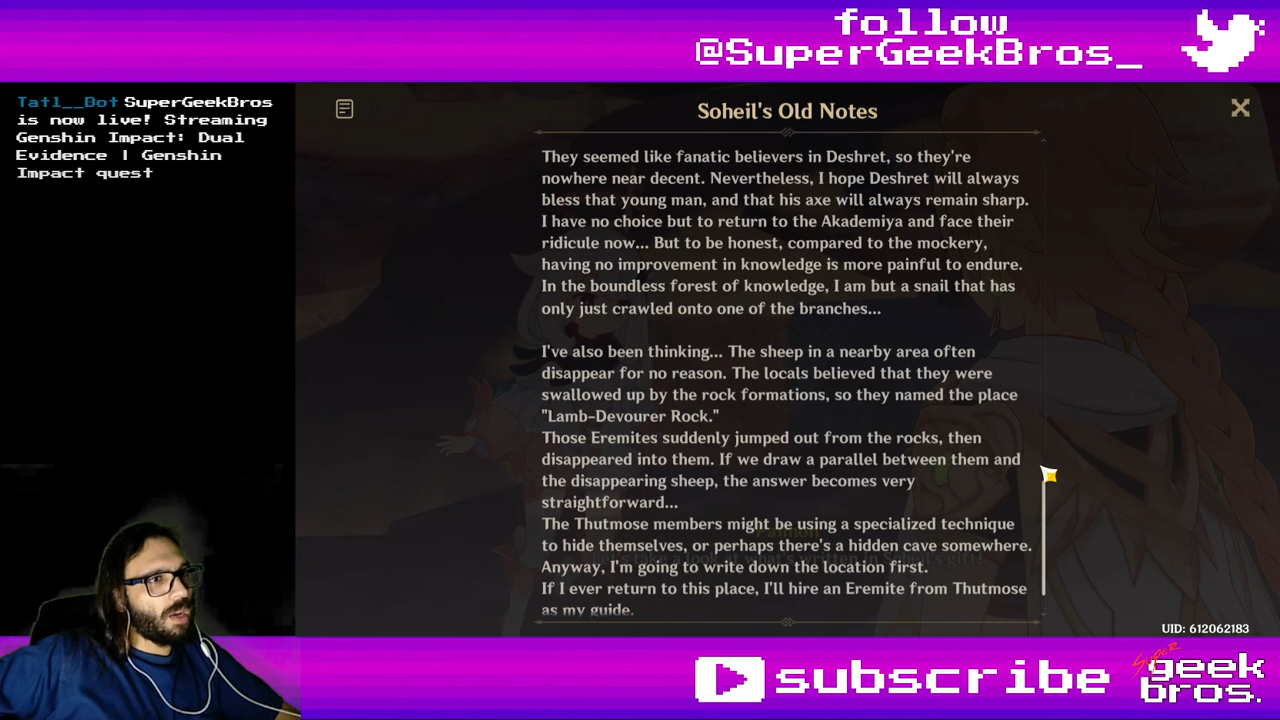 follow
@SuperGeekBros_
Tatl__Bot SuperGeekBros
is now live! Streaming
Genshin Impact: Dual
Evidence | Genshin
Impact quest
Soheil's Old Notes
They seemed like fanatic believers in Deshret, so they're
nowhere near decent. Nevertheless, I hope Deshret will always
bless that young man, and that his axe will always remain sharp.
I have no choice but to return to the Akademiya and face their
ridicule now... But to be honest, compared to the mockery,
having no improvement in knowledge is more painful to endure.
In the boundless forest of knowledge, I am but a snail that has
only just crawled onto one of the branches...
I've also been thinking... The sheep in a nearby area often
disappear for no reason. The locals believed that they were
swallowed up by the rock formations, so they named the place
"Lamb-Devourer Rock."
Those Eremites suddenly jumped out from the rocks, then
disappeared into them. If we draw a parallel between them and
the disappearing sheep, the answer becomes very
straightforward...
The Thutmose members might be using a specialized technique
to hide themselves, or perhaps there's a hidden cave somewhere.
Anyway, I'm going to write down the location first.
If I ever return to this place, I'll hire an Eremite from Thutmose
as my guide.
Paimon
take a look at what's written in Soheil's gift!
UID: 612062183
subscribe
SUPER
geek
bros.